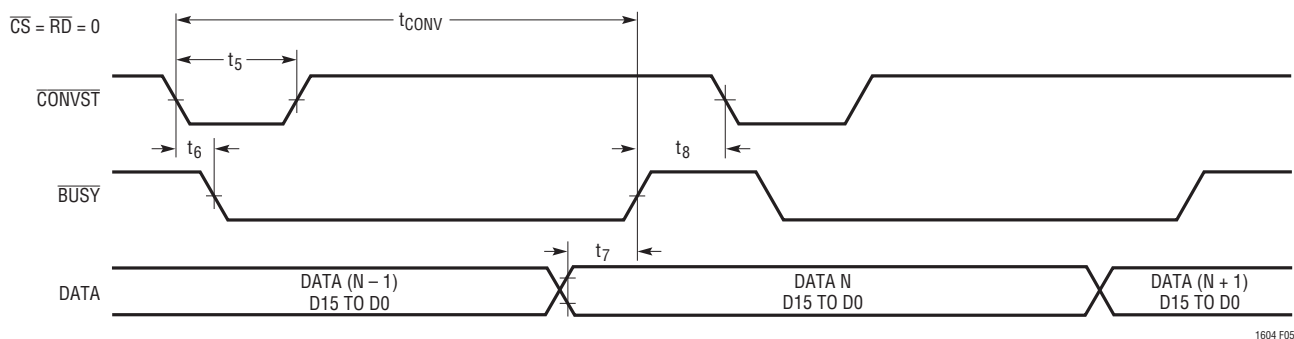 CS = RD = 0
tCONV
t5
CONVST
t6
t8
BUSY
t7
DATA
DATA (N – 1)
D15 TO D0
DATA N
D15 TO D0
DATA (N + 1)
D15 TO D0
1604 F05